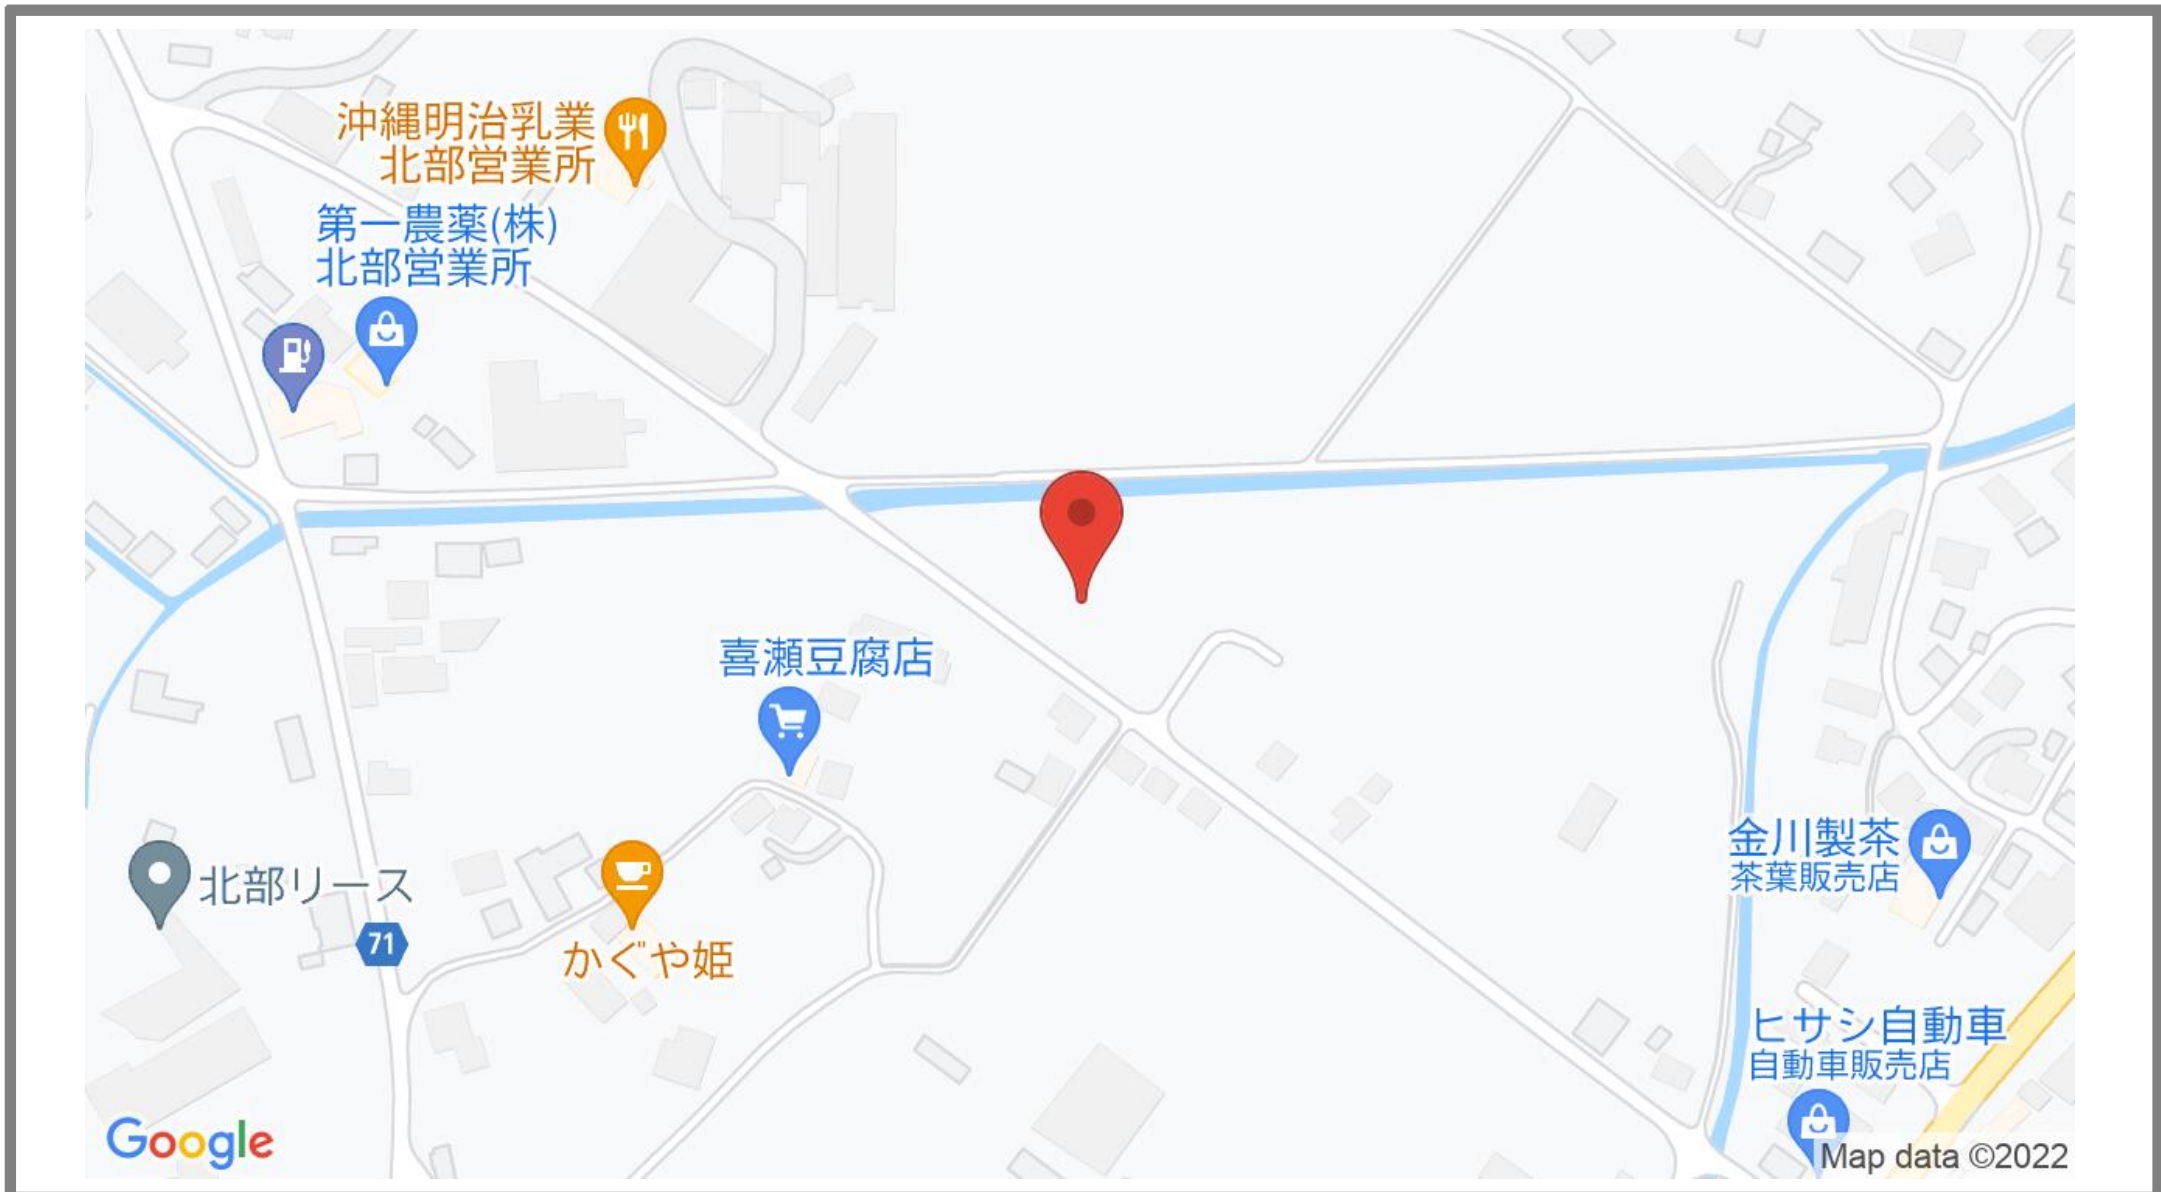 沖縄明治乳業
北部営業所
第一農薬(株)
北部営業所
喜瀬豆腐店
金川製茶
茶葉販売店
北部リース
71
かぐや姫
ヒサシ自動車
自動車販売店
Google
Map data ©2022